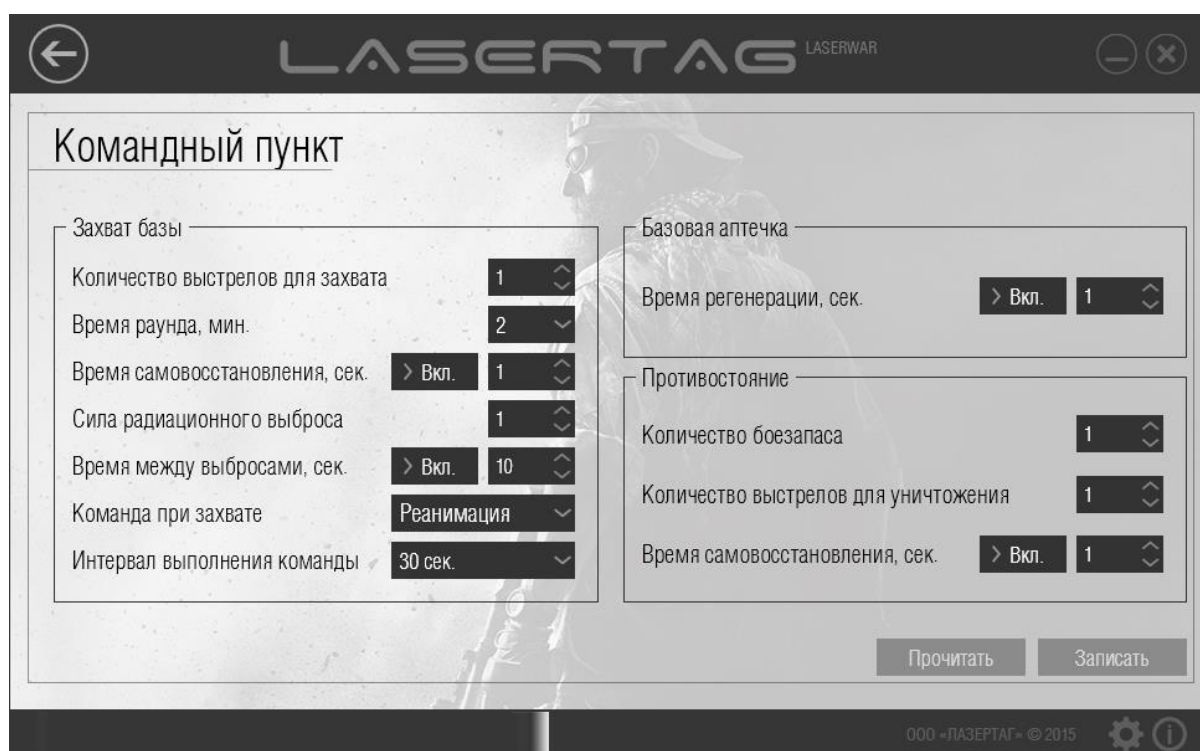 LASERTAG LASERWAR
Командный пункт
Захват базы
Количество выстрелов для захвата 1
Время раунда, мин. 2
Время самовосстановления, сек. > Вкл. 1
Сила радиационного выброса 1
Время между выбросами, сек. > Вкл. 10
Команда при захвате Реанимация
Интервал выполнения команды 30 сек.
Базовая аптечка
Время регенерации, сек. > Вкл. 1
Противостояние
Количество боезапаса 1
Количество выстрелов для уничтожения 1
Время самовосстановления, сек. > Вкл. 1
Прочитать Записать
ООО «ЛАЗЕРТАГ» © 2015